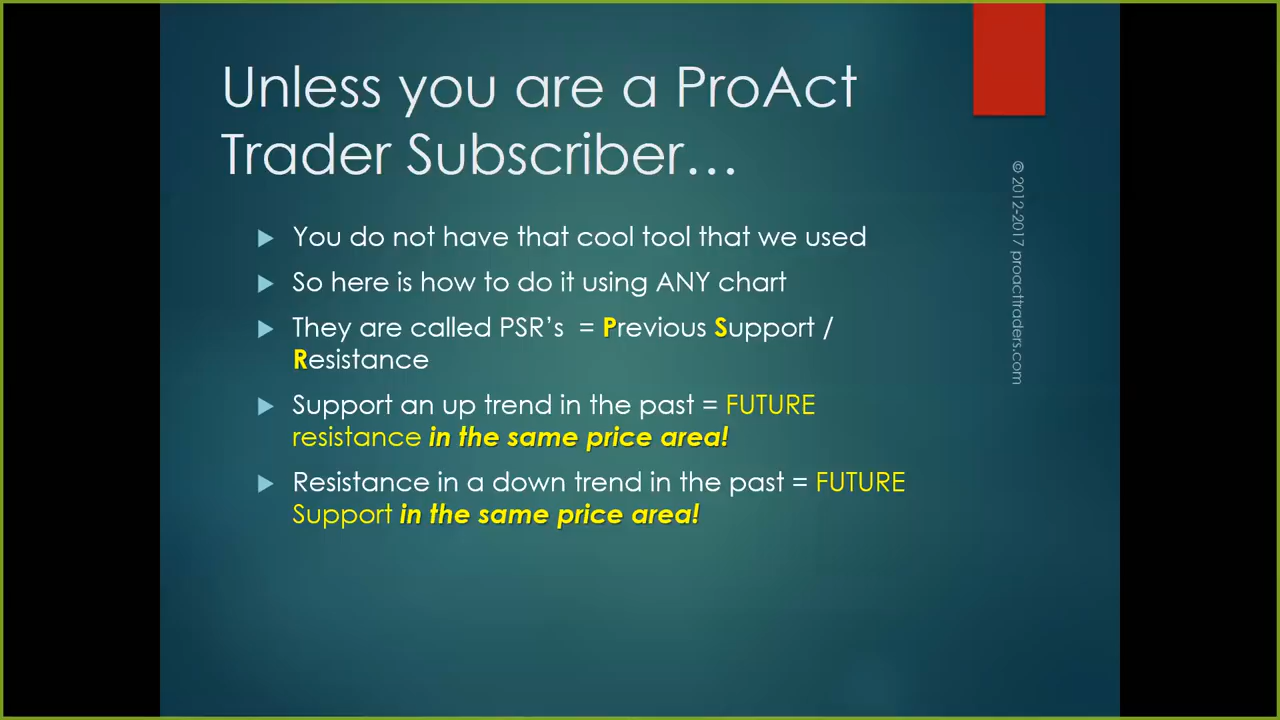 Unless you are a ProAct
Trader Subscriber…
You do not have that cool tool that we used
So here is how to do it using ANY chart
They are called PSR’s  = Previous Support /
Resistance
Support an up trend in the past = FUTURE
resistance in the same price area!
Resistance in a down trend in the past = FUTURE
Support in the same price area!
© 2012-2017 proacttraders.com